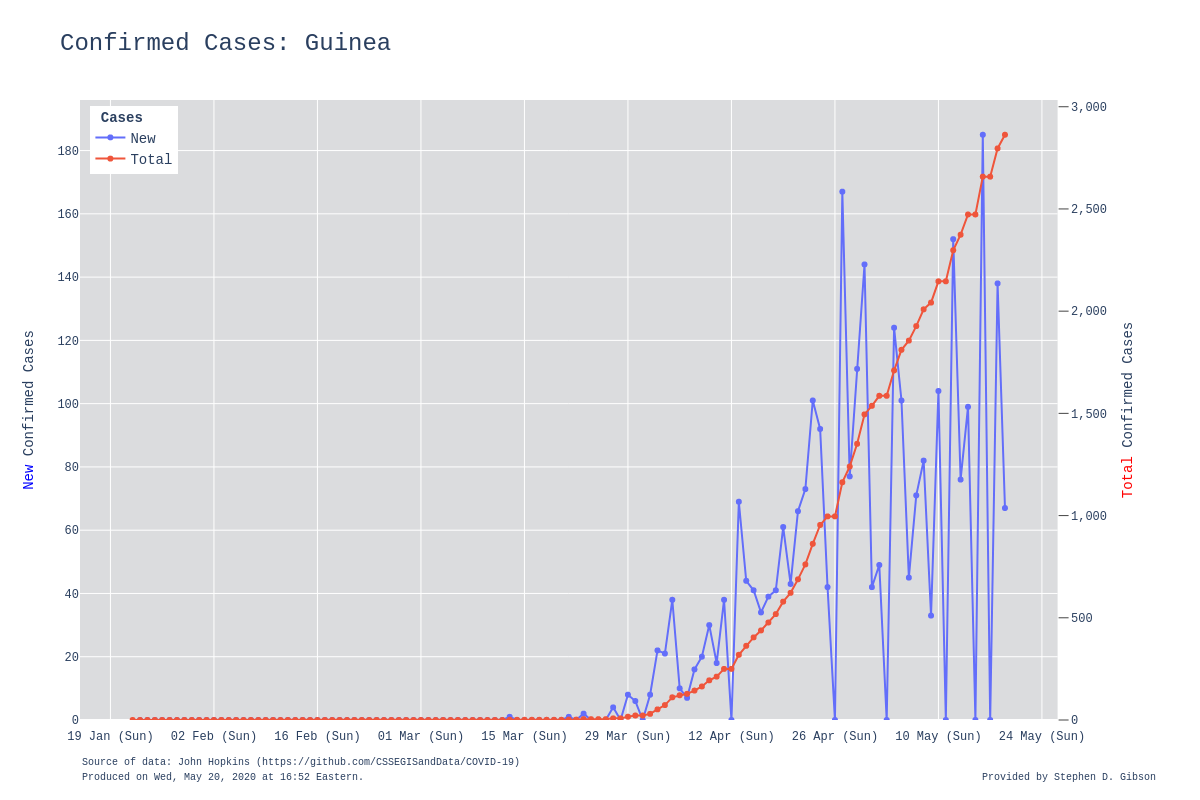 Confirmed Cases: Guinea
Cases
New
Total
180
160
140
120
100
80
60
40
20
0
New Confirmed Cases
3,000
2,500
2,000
1,500
1,000
500
0
Total Confirmed Cases
19 Jan (Sun) 02 Feb (Sun) 16 Feb (Sun) 01 Mar (Sun) 15 Mar (Sun) 29 Mar (Sun) 12 Apr (Sun) 26 Apr (Sun) 10 May (Sun) 24 May (Sun)
Source of data: John Hopkins (https://github.com/CSSEGISandData/COVID-19)
Produced on Wed, May 20, 2020 at 16:52 Eastern.
Provided by Stephen D. Gibson